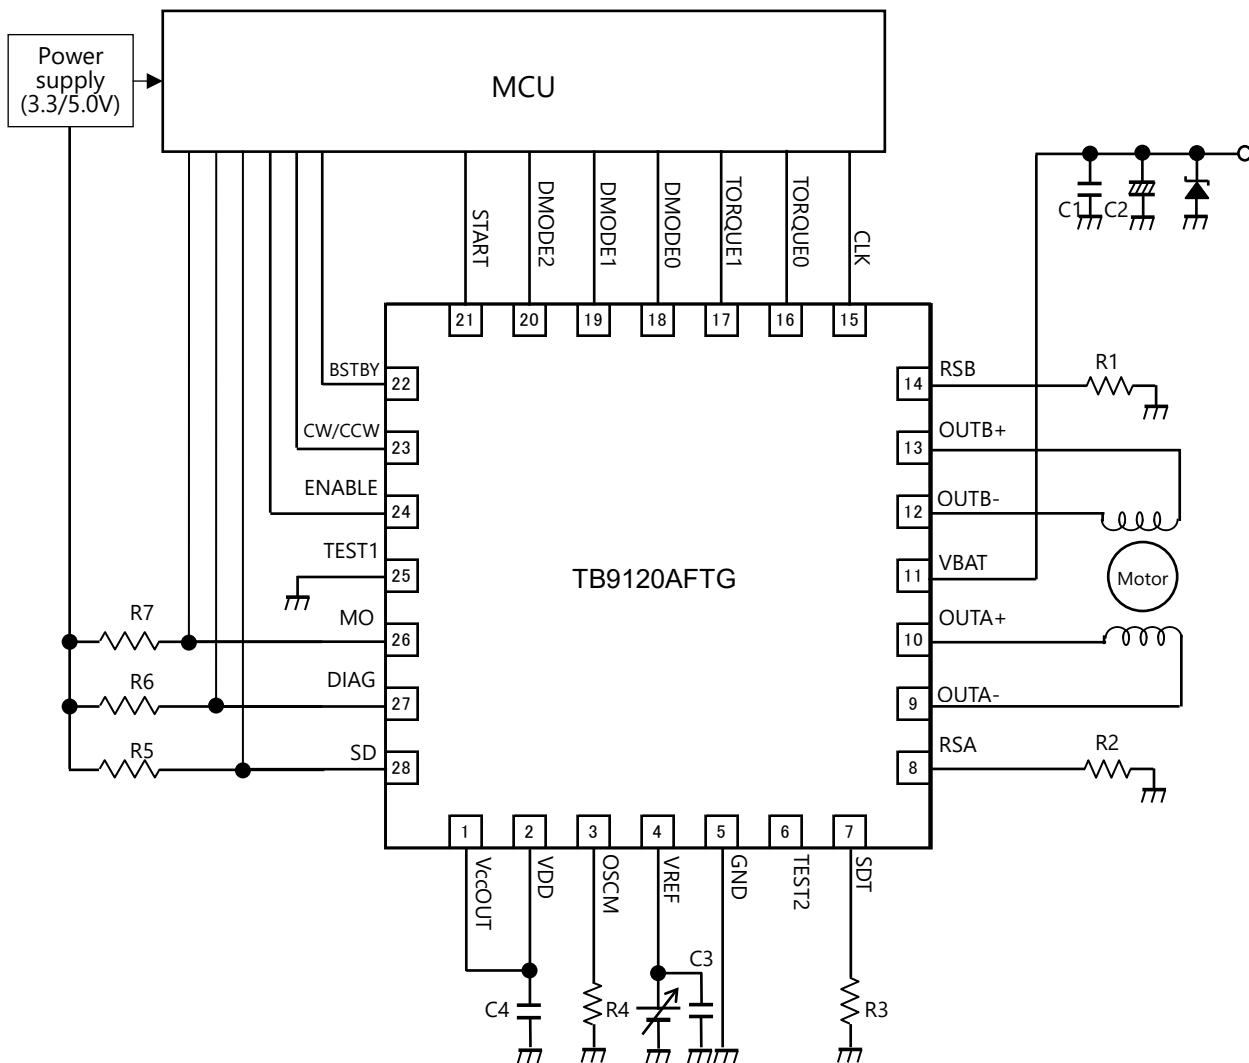 Power
supply
(3.3/5.0V)
MCU
START
DMODE2
DMODE1
DMODE0
TORQUE1
TORQUE0
CLK
C1
C2
21
20
19
18
17
16
15
BSTBY
22
CW/CCW
23
ENABLE
24
TEST1
25
MO
26
DIAG
27
SD
28
R7
R6
R5
TB9120AFTG
14
RSB
R1
13
OUTB+
12
OUTB-
11
VBAT
Motor
10
OUTA+
9
OUTA-
8
RSA
R2
1
2
3
4
5
6
7
VccOUT
VDD
OSCM
VREF
GND
TEST2
SDT
C4
R4
C3
R3